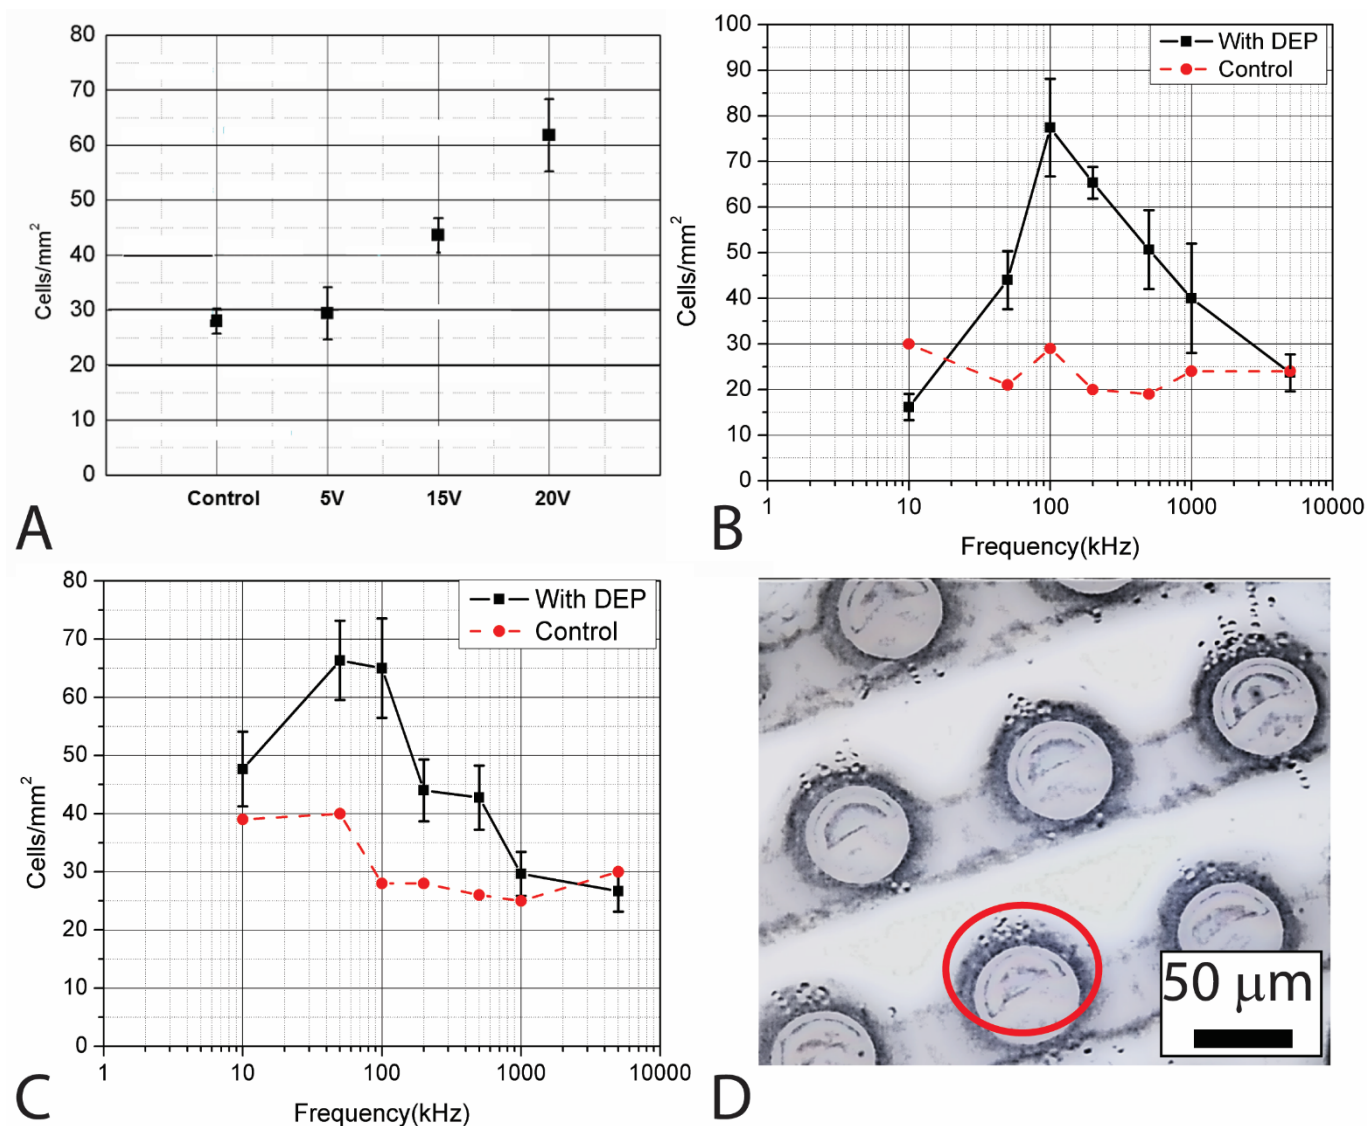 80
70
60
50
40
30
20
10
0
Cells/mm²
Control 5V 15V 20V
A
100
90
80
70
60
50
40
30
20
10
0
Cells/mm²
With DEP
Control
1 10 100 1000 10000
Frequency(kHz)
B
80
70
60
50
40
30
20
10
0
Cells/mm²
With DEP
Control
1 10 100 1000 10000
Frequency(kHz)
C
50 μm
D